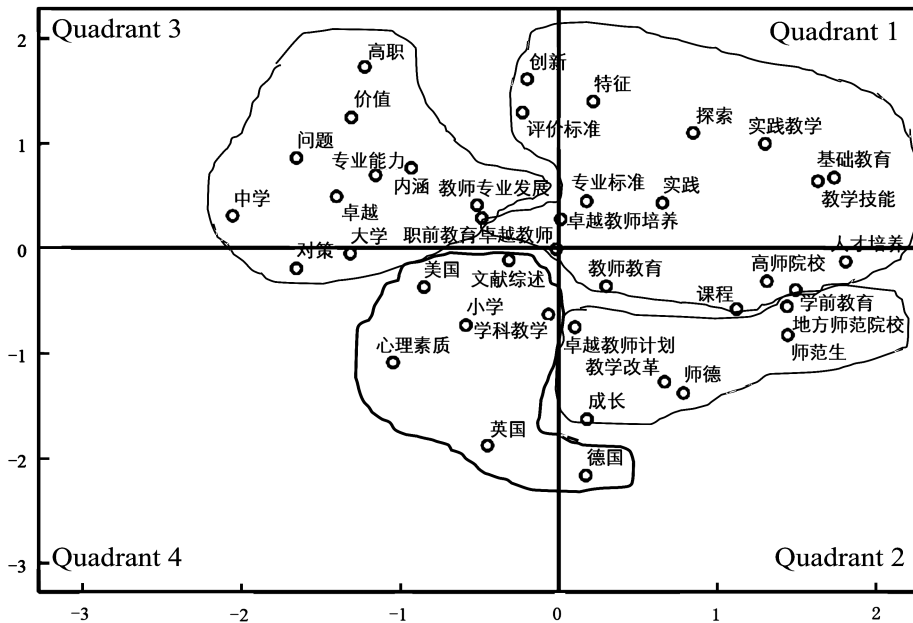 Quadrant 3
Quadrant 1
2
高职
创新
特征
价值
评价标准
探索
实践教学
1
问题
专业能力
内涵
基础教育
教学技能
中学
卓越
教师专业发展
专业标准
实践
大学
职前教育
卓越教师
卓越教师培养
0
对策
美国
文献综述
教师教育
高师院校
人才培养
小学
学科教学
课程
学前教育
地方师范院校
-1
心理素质
卓越教师计划
师范生
教学改革
师德
成长
英国
-2
德国
Quadrant 4
Quadrant 2
-3
-3
-2
-1
0
1
2